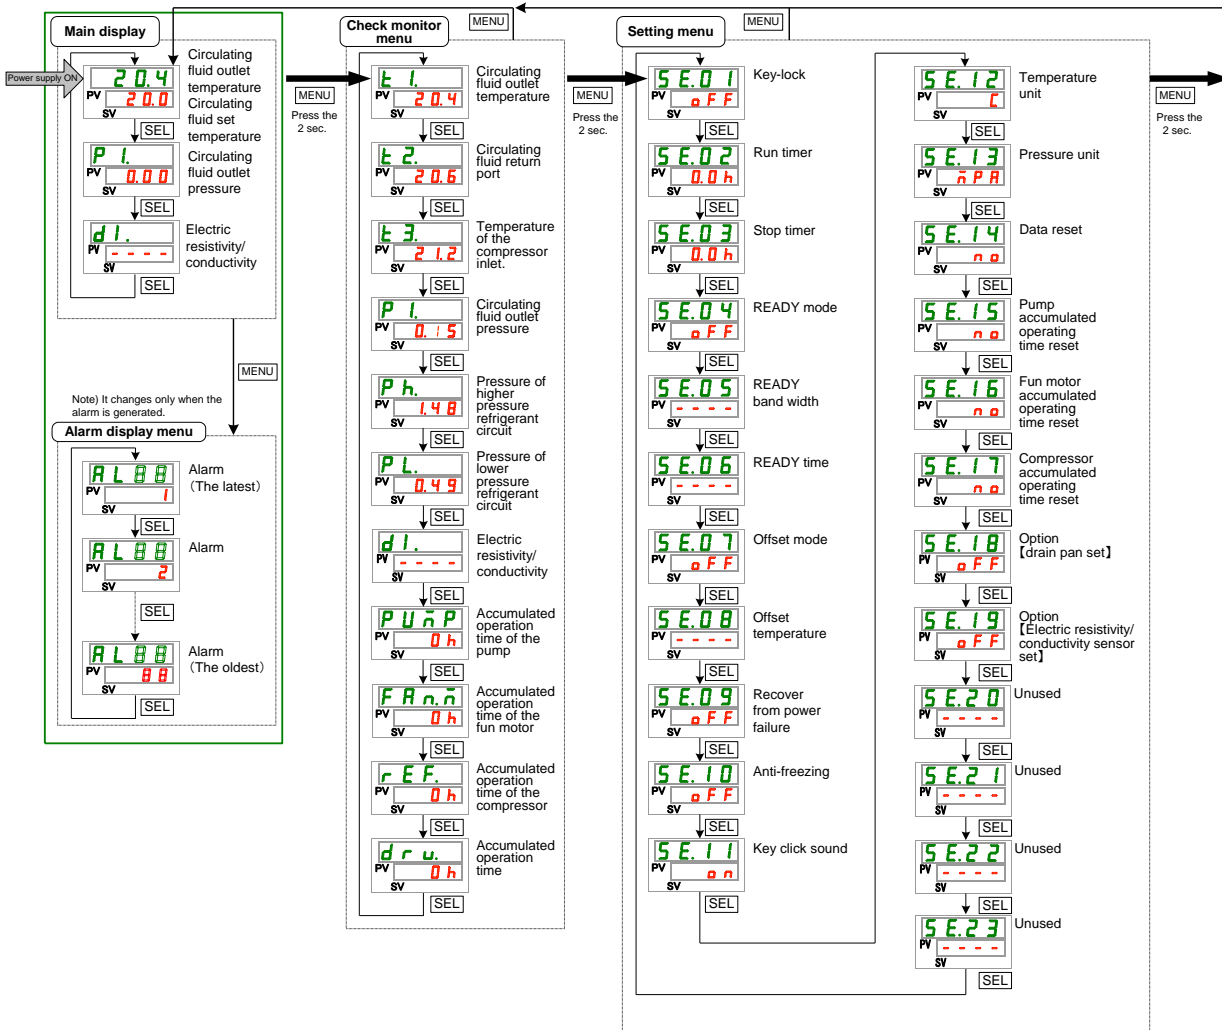 Main display
Power supply ON
20.4
PV
20.0
SV
Circulating
fluid outlet
temperature
Circulating
fluid set
temperature
SEL
P 1.
PV
0.00
SV
Circulating
fluid outlet
pressure
SEL
d1.
PV
- - - -
SV
Electric
resistivity/
conductivity
SEL
MENU
Note) It changes only when the
alarm is generated.
Alarm display menu
AL88
PV
1
SV
Alarm
(The latest)
SEL
AL88
PV
2
SV
Alarm
SEL
AL88
PV
88
SV
Alarm
(The oldest)
SEL
MENU
Press the
2 sec.
MENU
Check monitor
menu
t 1.
PV
20.4
SV
Circulating
fluid outlet
temperature
SEL
t 2.
PV
20.6
SV
Circulating
fluid return
port
SEL
t 3.
PV
21.2
SV
Temperature
of the
compressor
inlet.
SEL
P 1.
PV
0.15
SV
Circulating
fluid outlet
pressure
SEL
Ph.
PV
1.48
SV
Pressure of
higher
pressure
refrigerant
circuit
SEL
PL.
PV
0.49
SV
Pressure of
lower
pressure
refrigerant
circuit
SEL
d1.
PV
- - - -
SV
Electric
resistivity/
conductivity
SEL
PUmP
PV
0h
SV
Accumulated
operation
time of the
pump
SEL
FAn.m
PV
0h
SV
Accumulated
operation
time of the
fun motor
SEL
rEF.
PV
0h
SV
Accumulated
operation
time of the
compressor
SEL
dru.
PV
0h
SV
Accumulated
operation
time
SEL
MENU
Press the
2 sec.
MENU
Setting menu
SE.01
PV
oFF
SV
Key-lock
SEL
SE.02
PV
0.0h
SV
Run timer
SEL
SE.03
PV
0.0h
SV
Stop timer
SEL
SE.04
PV
oFF
SV
READY mode
SEL
SE.05
PV
- - - -
SV
READY
band width
SEL
SE.06
PV
- - - -
SV
READY time
SEL
SE.07
PV
oFF
SV
Offset mode
SEL
SE.08
PV
- - - -
SV
Offset
temperature
SEL
SE.09
PV
oFF
SV
Recover
from power
failure
SEL
SE.10
PV
oFF
SV
Anti-freezing
SEL
SE.11
PV
on
SV
Key click sound
SEL
SE.12
PV
C
SV
Temperature
unit
SEL
SE.13
PV
mPA
SV
Pressure unit
SEL
SE.14
PV
no
SV
Data reset
SEL
SE.15
PV
no
SV
Pump
accumulated
operating
time reset
SEL
SE.16
PV
no
SV
Fun motor
accumulated
operating
time reset
SEL
SE.17
PV
no
SV
Compressor
accumulated
operating
time reset
SEL
SE.18
PV
oFF
SV
Option
【drain pan set】
SEL
SE.19
PV
oFF
SV
Option
【Electric resistivity/
conductivity sensor
set】
SEL
SE.20
PV
- - - -
SV
Unused
SEL
SE.21
PV
- - - -
SV
Unused
SEL
SE.22
PV
- - - -
SV
Unused
SEL
SE.23
PV
- - - -
SV
Unused
SEL
MENU
Press the
2 sec.